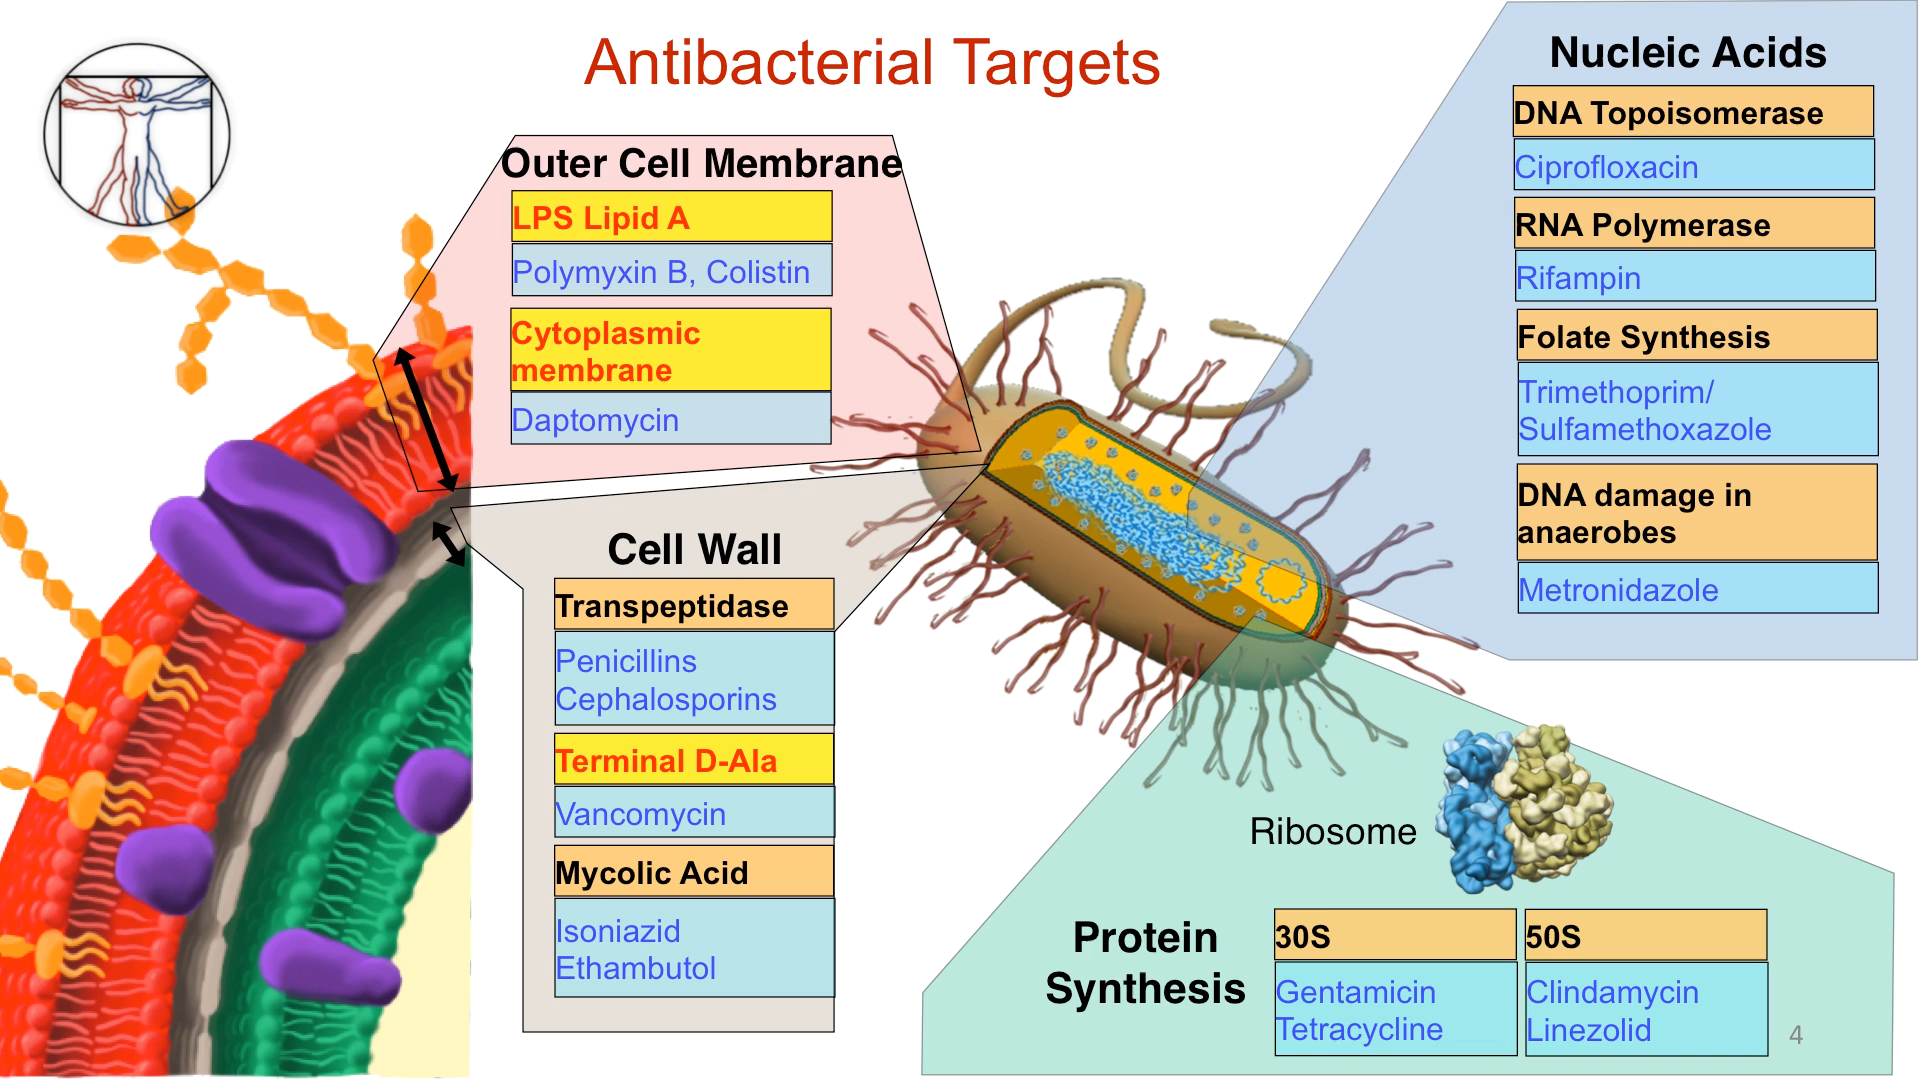 Antibacterial Targets
Outer Cell Membrane
LPS Lipid A
Polymyxin B, Colistin
Cytoplasmic
membrane
Daptomycin
Cell Wall
Transpeptidase
Penicillins
Cephalosporins
Terminal D-Ala
Vancomycin
Mycolic Acid
Isoniazid
Ethambutol
Nucleic Acids
DNA Topoisomerase
Ciprofloxacin
RNA Polymerase
Rifampin
Folate Synthesis
Trimethoprim/
Sulfamethoxazole
DNA damage in
anaerobes
Metronidazole
Ribosome
Protein
Synthesis
30S
Gentamicin
Tetracycline
50S
Clindamycin
Linezolid
4